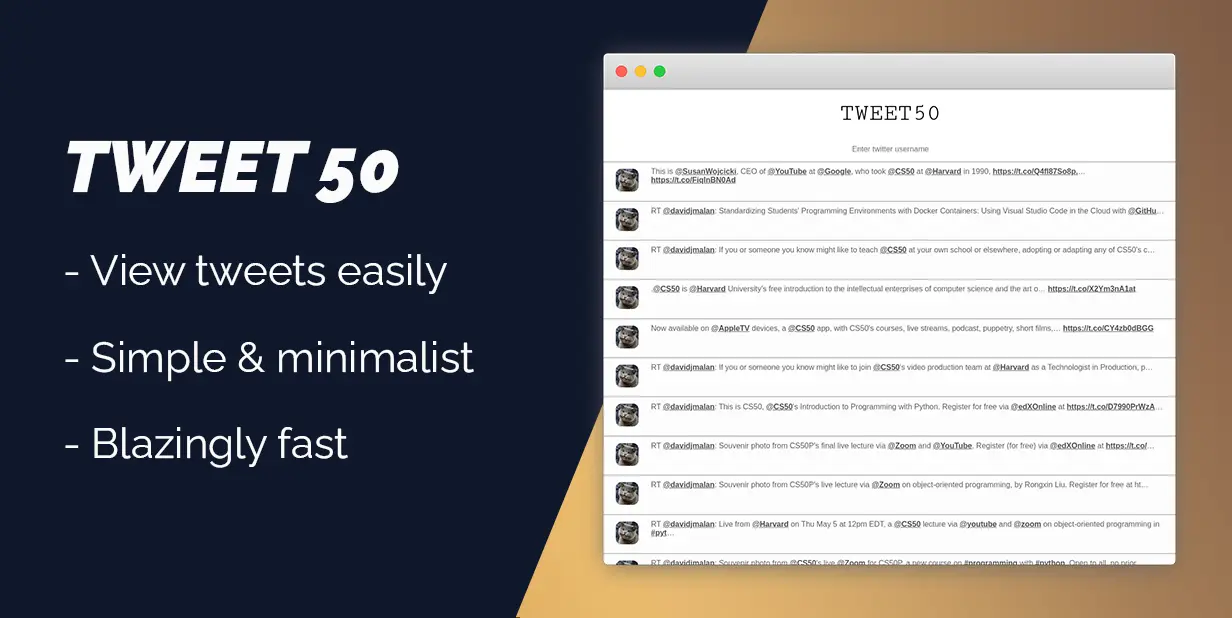 TWEET 50
- View tweets easily
- Simple & minimalist
- Blazingly fast
TWEET50
Enter twitter username
This is @SusanWojcicki, CEO of @YouTube at @Google, who took @CS50 at @Harvard in 1990, https://t.co/Q4fl87So8p,…
https://t.co/FiqInBN0Ad
RT @davidjmalan: Standardizing Students' Programming Environments with Docker Containers: Using Visual Studio Code in the Cloud with @GitHu…
RT @davidjmalan: If you or someone you know might like to teach @CS50 at your own school or elsewhere, adopting or adapting any of CS50's c…
.@CS50 is @Harvard University's free introduction to the intellectual enterprises of computer science and the art o… https://t.co/X2Ym3nA1at
Now available on @AppleTV devices, a @CS50 app, with CS50's courses, live streams, podcast, puppetry, short films,… https://t.co/CY4zb0dBGG
RT @davidjmalan: If you or someone you know might like to join @CS50's video production team at @Harvard as a Technologist in Production, p…
RT @davidjmalan: This is CS50, @CS50's Introduction to Programming with Python. Register for free via @edXOnline at https://t.co/D7990PrWzA…
RT @davidjmalan: Souvenir photo from CS50P's final live lecture via @Zoom and @YouTube. Register (for free) via @edXOnline at https://t.co/…
RT @davidjmalan: Souvenir photo from CS50P's live lecture via @Zoom on object-oriented programming, by Rongxin Liu. Register for free at ht…
RT @davidjmalan: Live from @Harvard on Thu May 5 at 12pm EDT, a @CS50 lecture via @youtube and @zoom on object-oriented programming in
#pyt…
RT @davidjmalan: Souvenir photo from @CS50's live @Zoom for CS50P, a new course on #programming with #python. Open to all, no prior